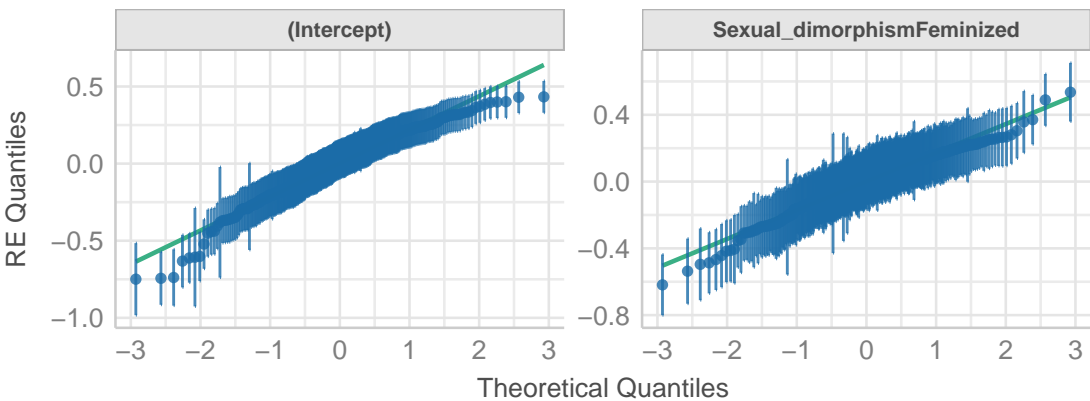 (Intercept)
Sexual_dimorphismFeminized
RE Quantiles
0.5
0.0
−0.5
−1.0
0.4
0.0
−0.4
−0.8
−3 −2 −1 0 1 2 3
−3 −2 −1 0 1 2 3
Theoretical Quantiles